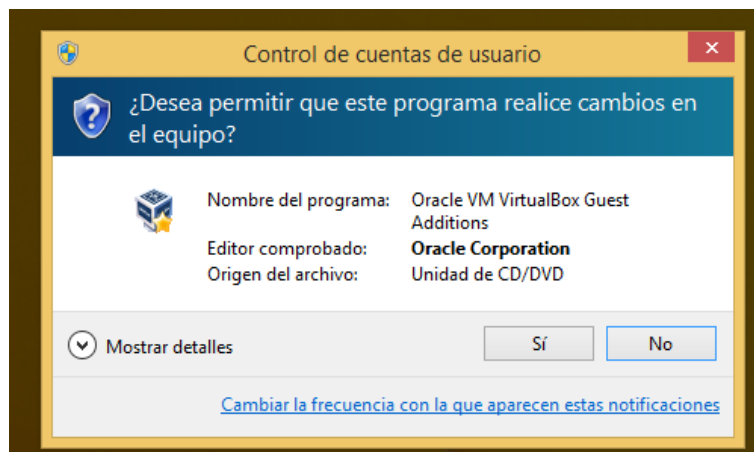 Control de cuentas de usuario
¿Desea permitir que este programa realice cambios en
el equipo?
Nombre del programa: Oracle VM VirtualBox Guest
Additions
Editor comprobado: Oracle Corporation
Origen del archivo: Unidad de CD/DVD
Mostrar detalles Sí No
Cambiar la frecuencia con la que aparecen estas notificaciones